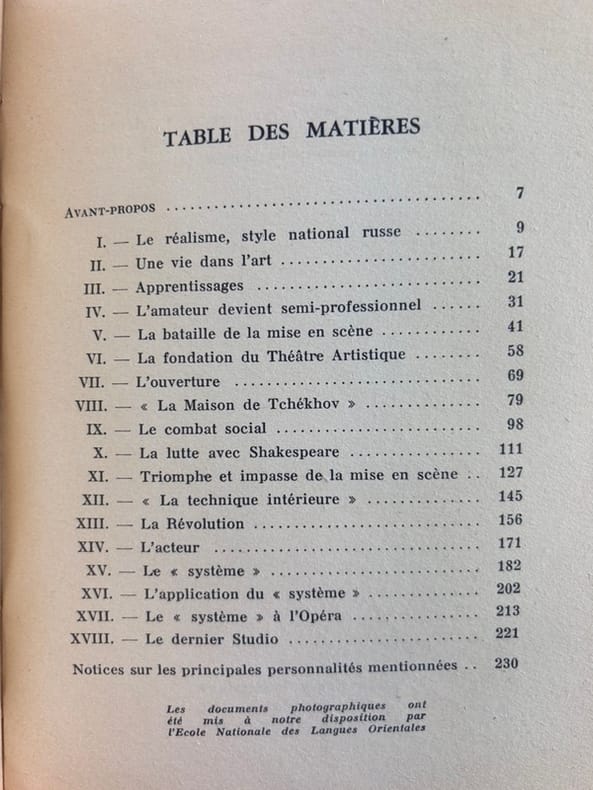 TABLE DES MATIÈRES
AVANT-PROPOS ........................................ 7
I. — Le réalisme, style national russe ........ 9
II. — Une vie dans l'art ......................... 17
III. — Apprentissages ............................ 21
IV. — L'amateur devient semi-professionnel ...... 31
V. — La bataille de la mise en scène ............ 41
VI. — La fondation du Théâtre Artistique ........ 58
VII. — L'ouverture .............................. 69
VIII. — « La Maison de Tchékhov » .............. 79
IX. — Le combat social .......................... 98
X. — La lutte avec Shakespeare ................. 111
XI. — Triomphe et impasse de la mise en scène .. 127
XII. — « La technique intérieure » .............. 145
XIII. — La Révolution ........................... 156
XIV. — L'acteur ................................ 171
XV. — Le « système » ........................... 182
XVI. — L'application du « système » ............. 202
XVII. — Le « système » à l'Opéra ............... 213
XVIII. — Le dernier Studio ...................... 221
Notices sur les principales personnalités mentionnées .. 230
Les documents photographiques ont
été mis à notre disposition par
l'Ecole Nationale des Langues Orientales